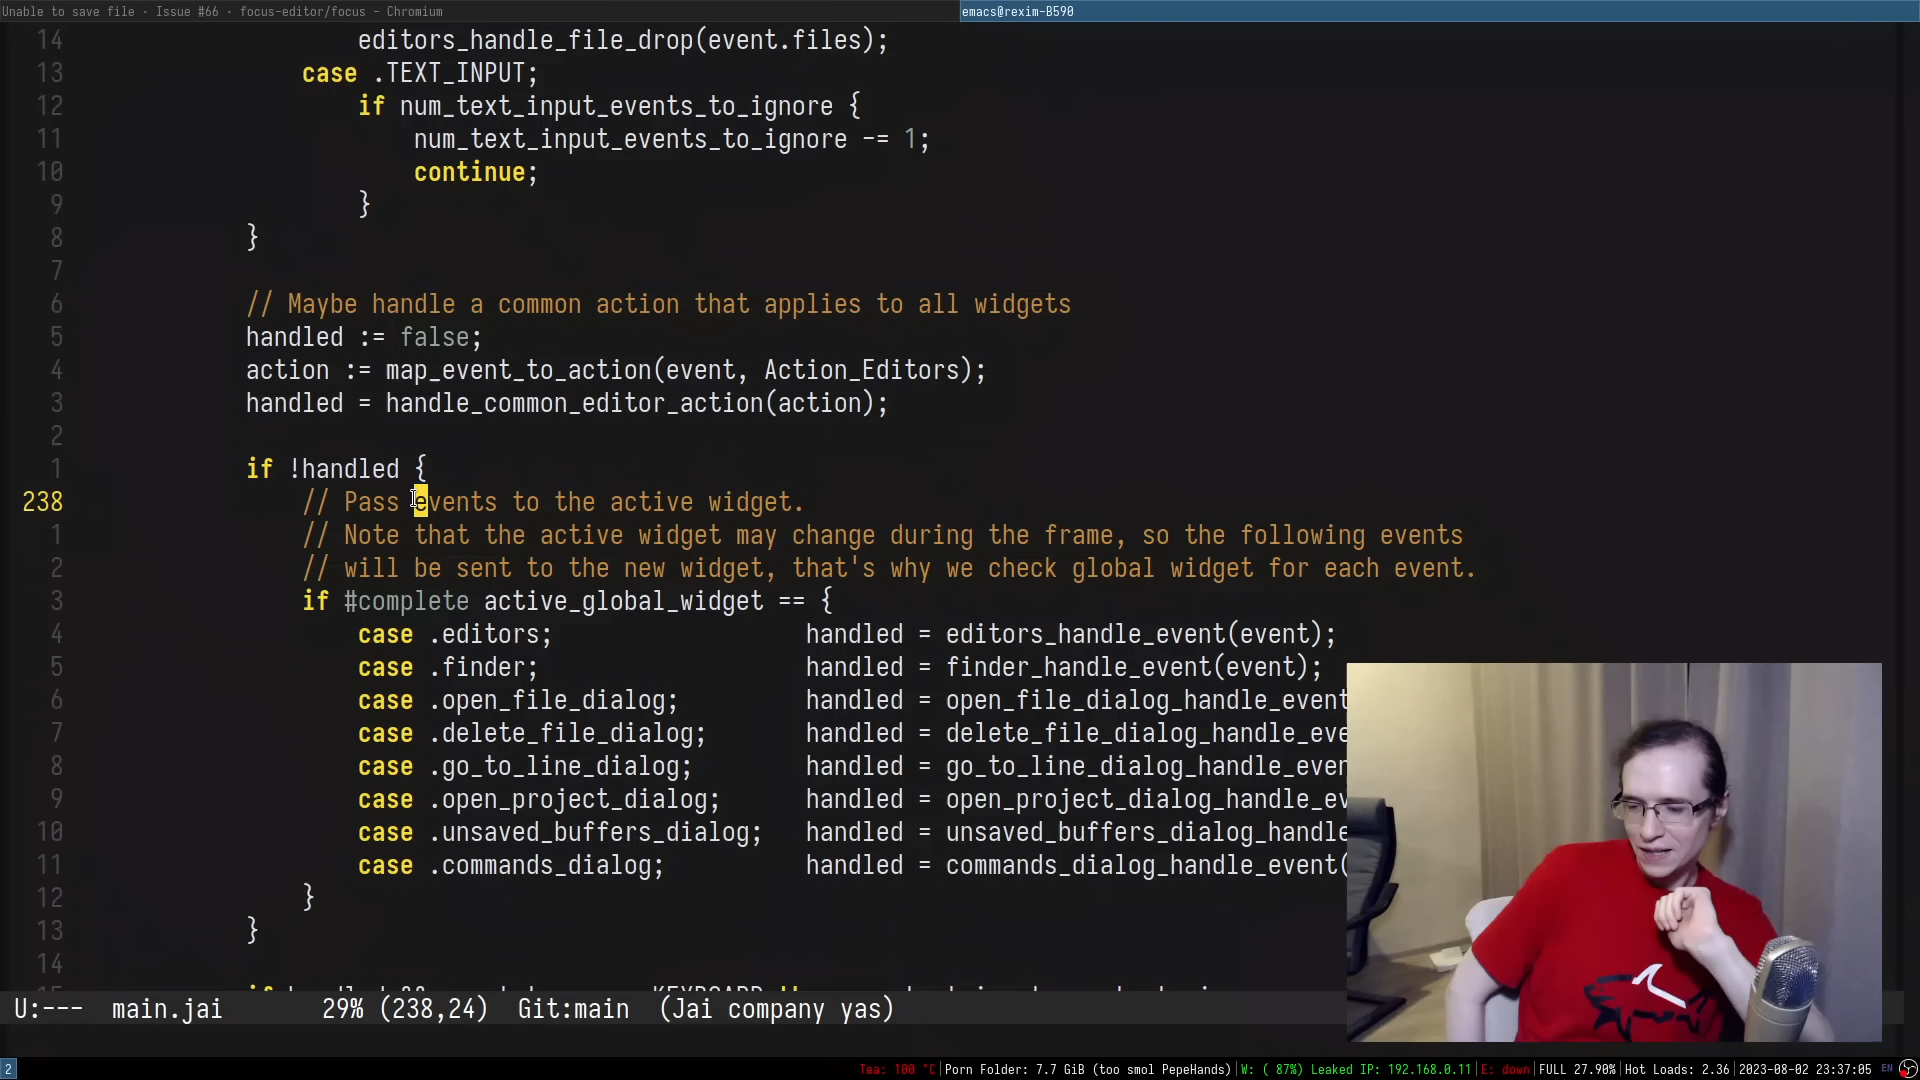 Unable to save file · Issue #66 · focus-editor/focus – Chromium
emacs@rexim-B590
14 editors_handle_file_drop(event.files);
13 case .TEXT_INPUT;
12 if num_text_input_events_to_ignore {
11 num_text_input_events_to_ignore -= 1;
10 continue;
9 }
8 }
7
6 // Maybe handle a common action that applies to all widgets
5 handled := false;
4 action := map_event_to_action(event, Action_Editors);
3 handled = handle_common_editor_action(action);
2
1 if !handled {
238 // Pass events to the active widget.
1 // Note that the active widget may change during the frame, so the following events
2 // will be sent to the new widget, that's why we check global widget for each event.
3 if #complete active_global_widget == {
4 case .editors; handled = editors_handle_event(event);
5 case .finder; handled = finder_handle_event(event);
6 case .open_file_dialog; handled = open_file_dialog_handle_event
7 case .delete_file_dialog; handled = delete_file_dialog_handle_eve
8 case .go_to_line_dialog; handled = go_to_line_dialog_handle_even
9 case .open_project_dialog; handled = open_project_dialog_handle_ev
10 case .unsaved_buffers_dialog; handled = unsaved_buffers_dialog_handle
11 case .commands_dialog; handled = commands_dialog_handle_event(
12 }
13 }
14
U:--- main.jai 29% (238,24) Git:main (Jai company yas)
2
Tea: 100 °C|Porn Folder: 7.7 GiB (too smol PepeHands)|W: ( 87%) Leaked IP: 192.168.0.11|E: down|FULL 27.90%|Hot Loads: 2.36|2023-08-02 23:37:05 EN